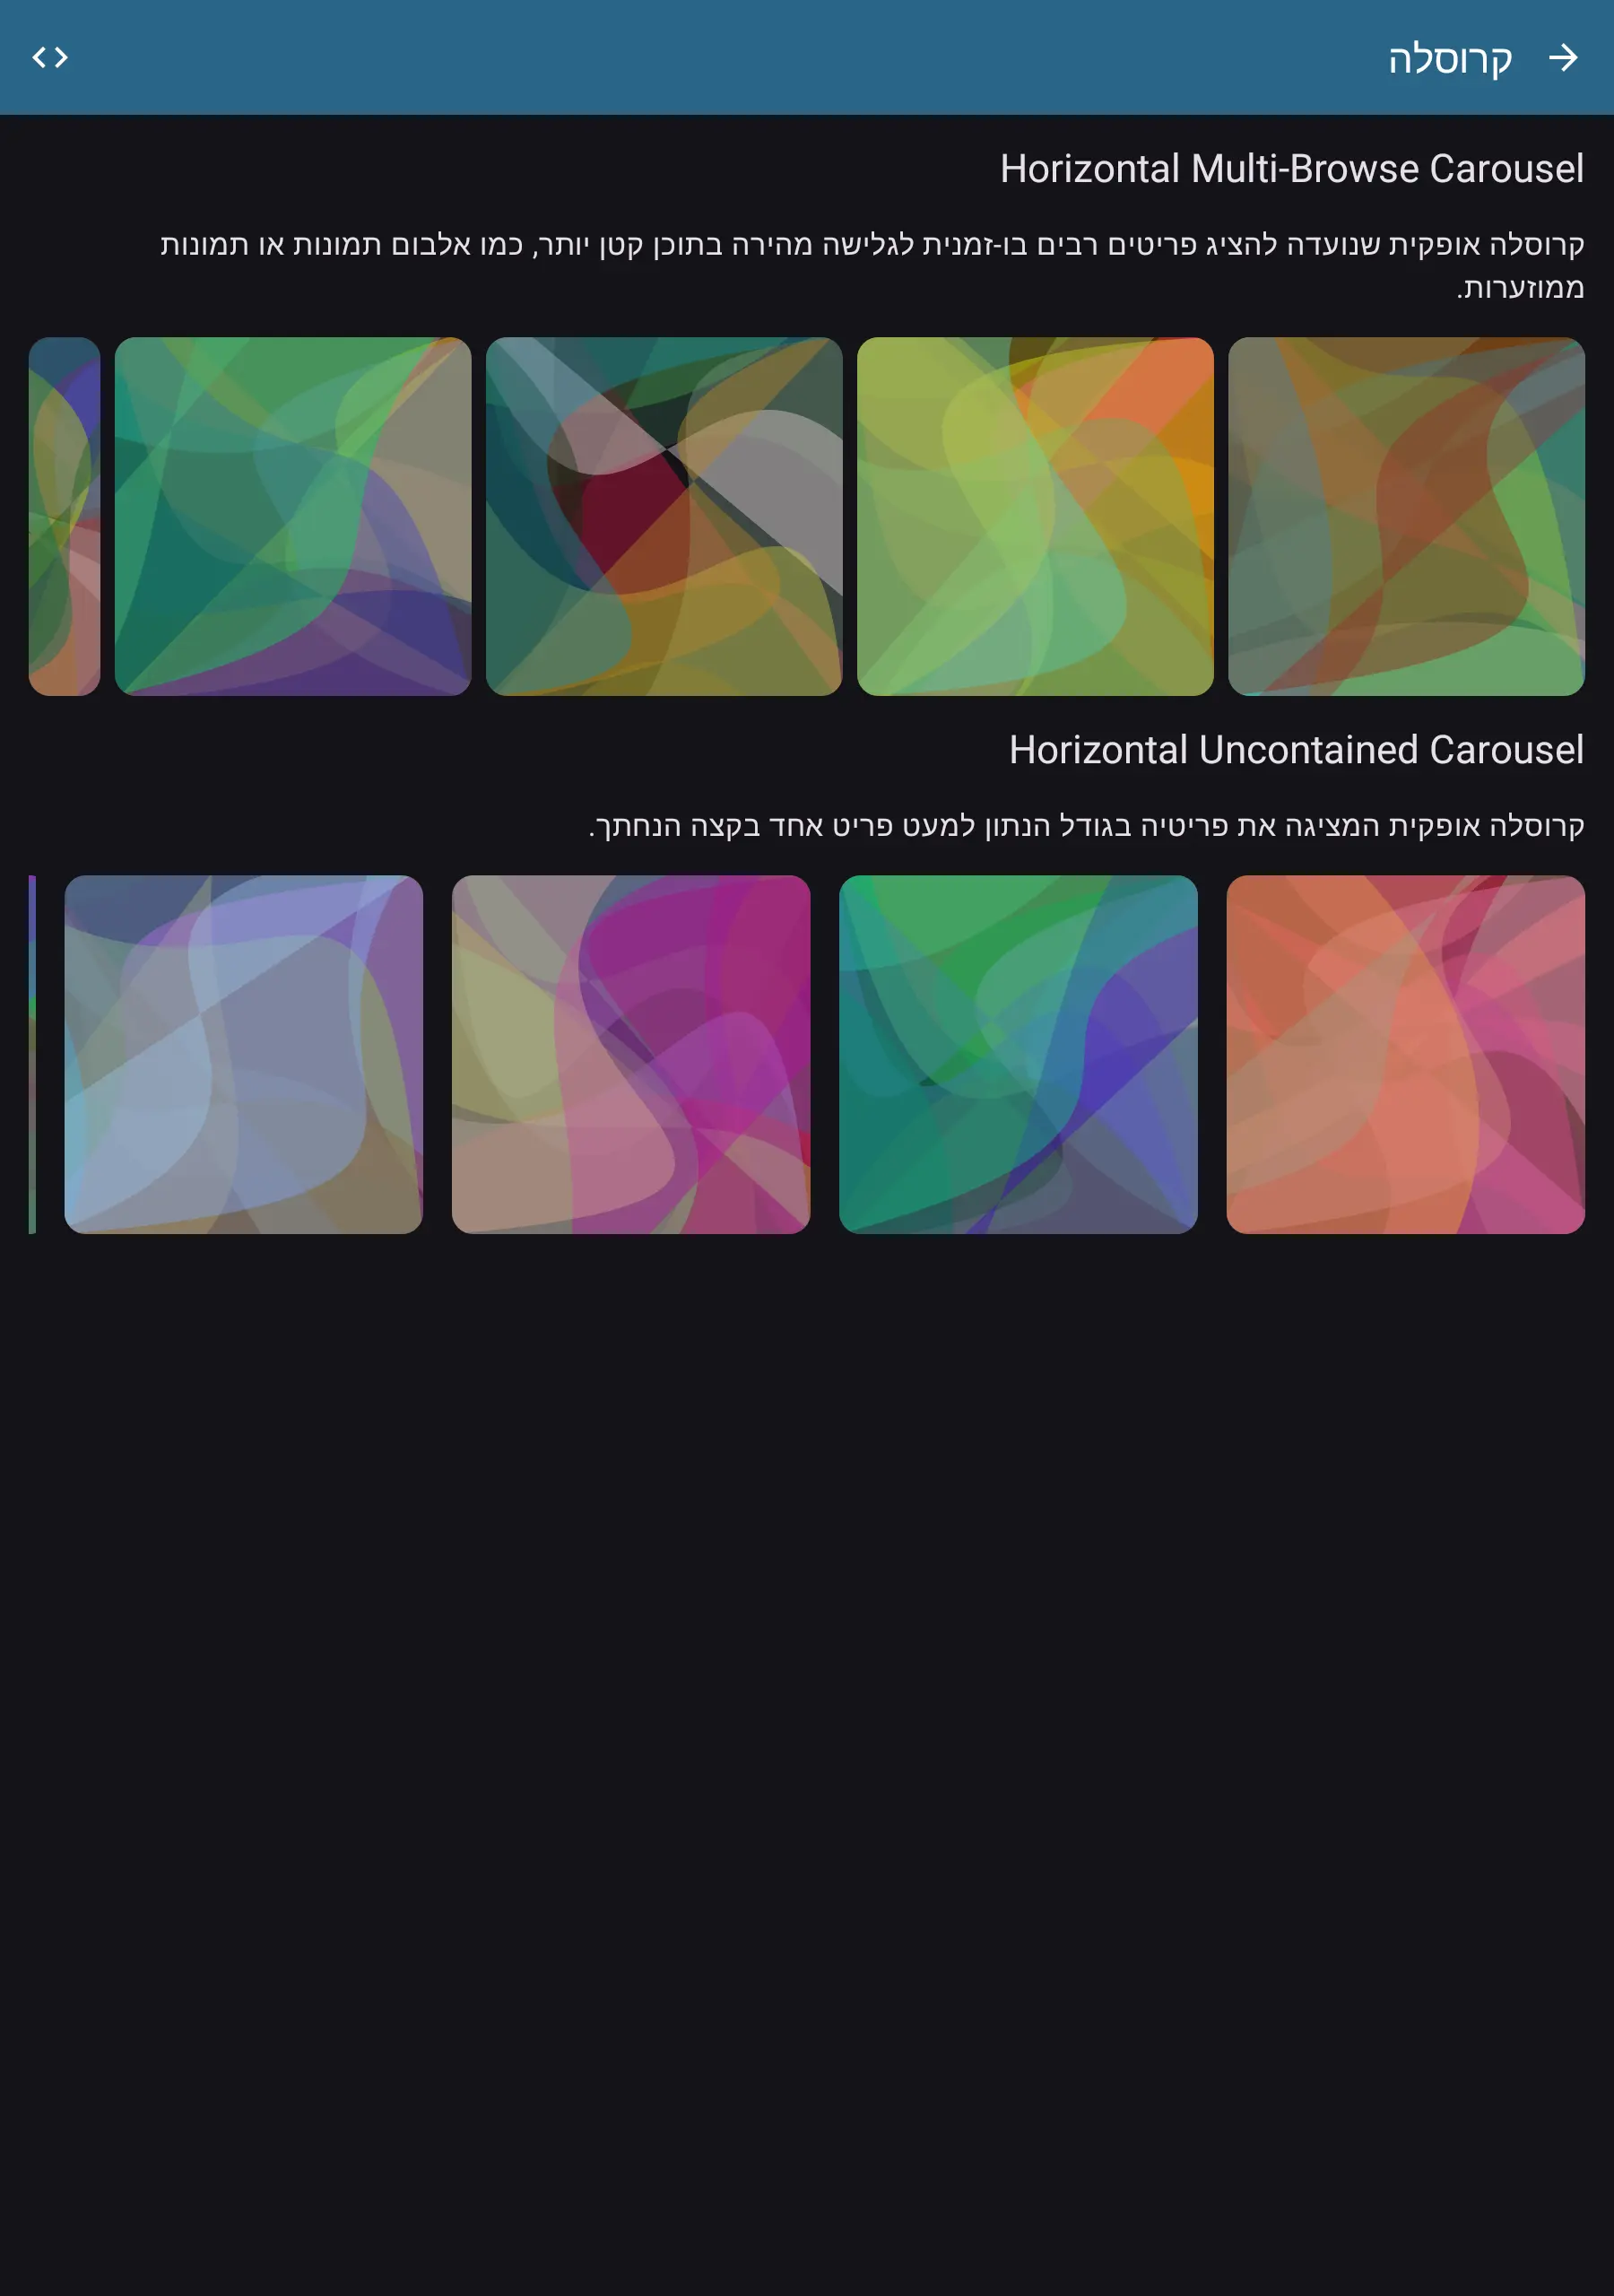 קרוסלה
Horizontal Multi-Browse Carousel
קרוסלה אופקית שנועדה להציג פריטים רבים בו-זמנית לגלישה מהירה בתוכן קטן יותר, כמו אלבום תמונות או תמונות
ממוזערות.
Horizontal Uncontained Carousel
קרוסלה אופקית המציגה את פריטיה בגודל הנתון למעט פריט אחד בקצה הנחתך.